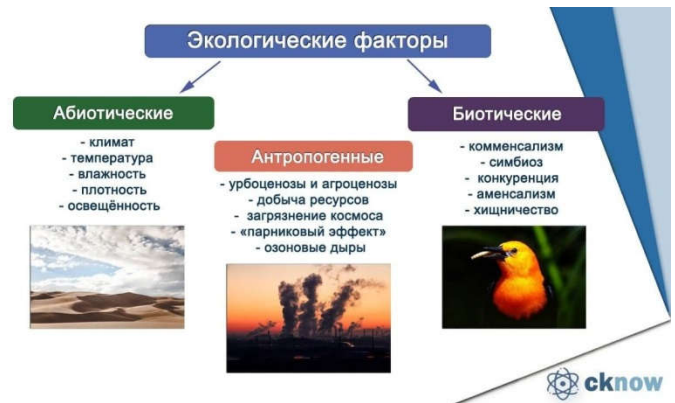 Экологические факторы
Абиотические
- климат
- температура
- влажность
- плотность
- освещённость
Антропогенные
- урбоценозы и агроценозы
- добыча ресурсов
- загрязнение космоса
- «парниковый эффект»
- озоновые дыры
Биотические
- комменсализм
- симбиоз
- конкуренция
- аменсализм
- хищничество
cknow